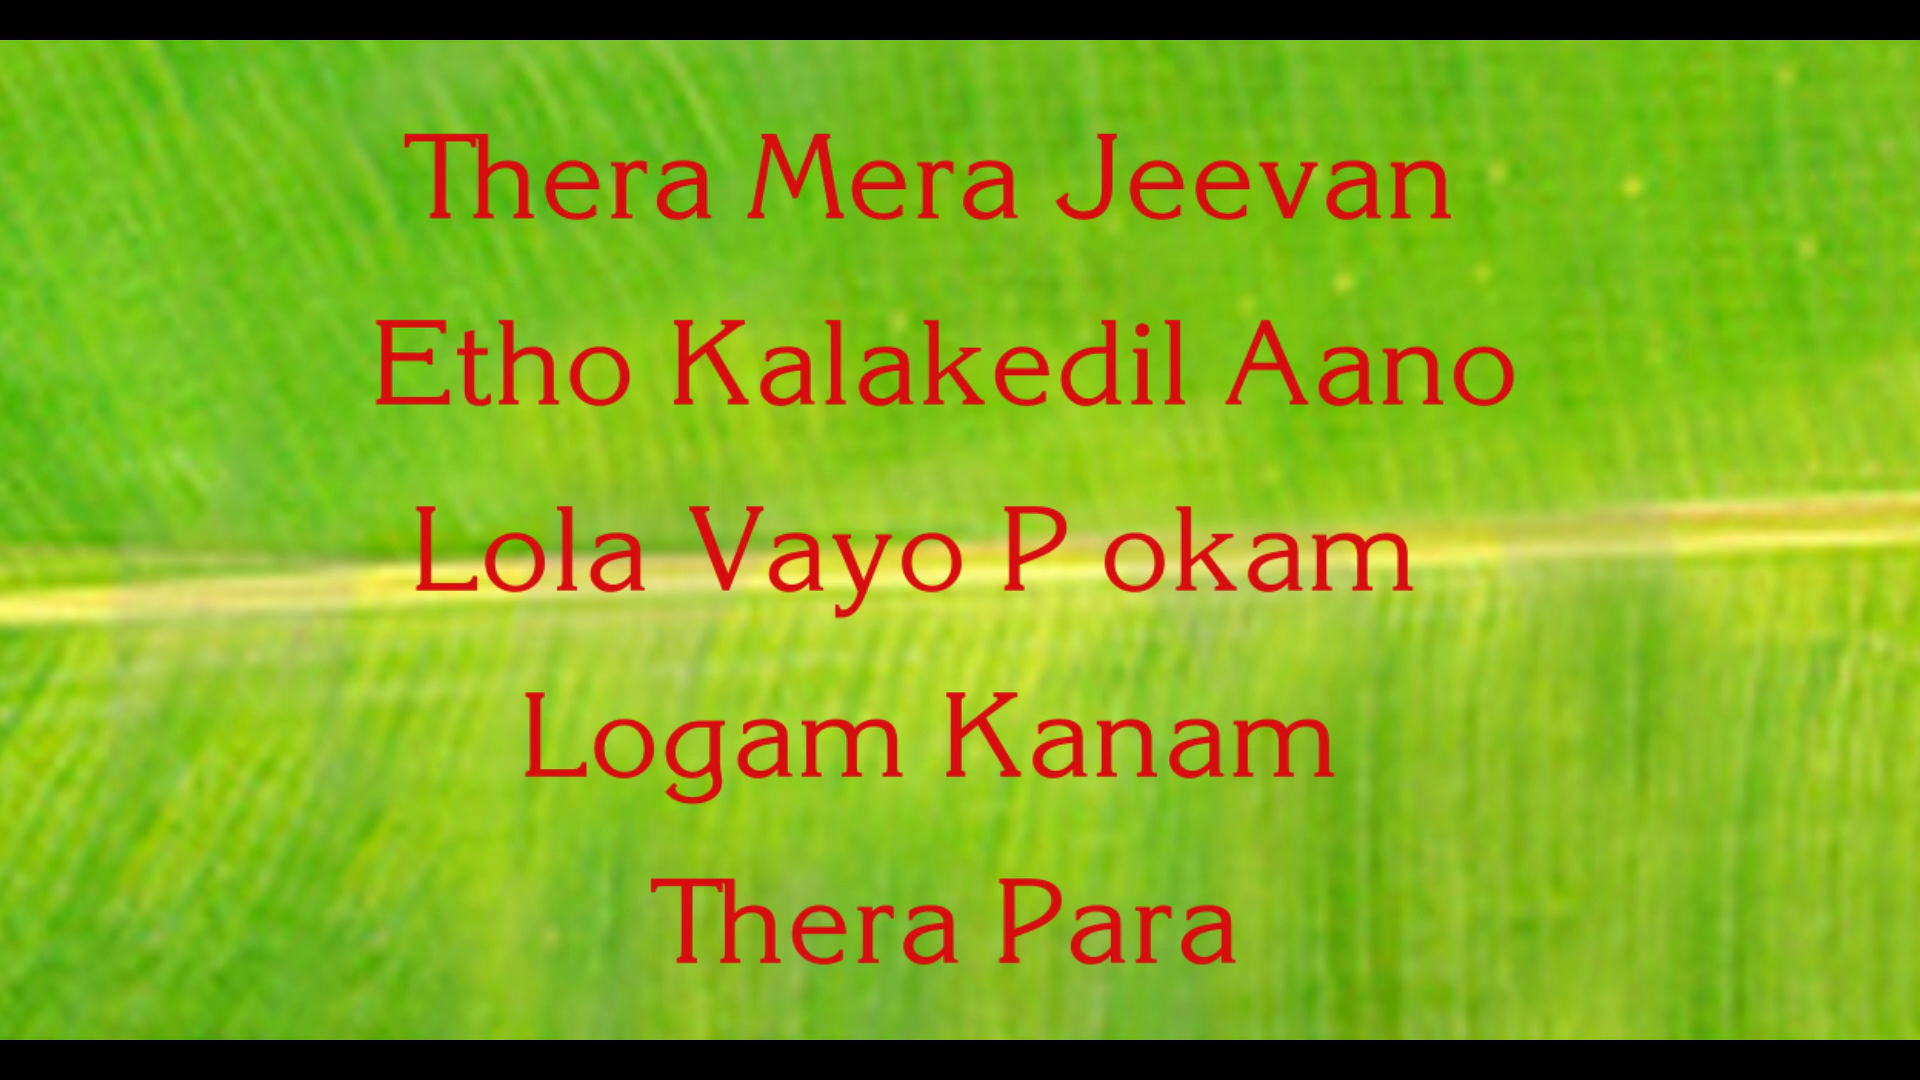 Thera Mera Jeevan
Etho Kalakedil Aano
Lola Vayo P okam
Logam Kanam
Thera Para